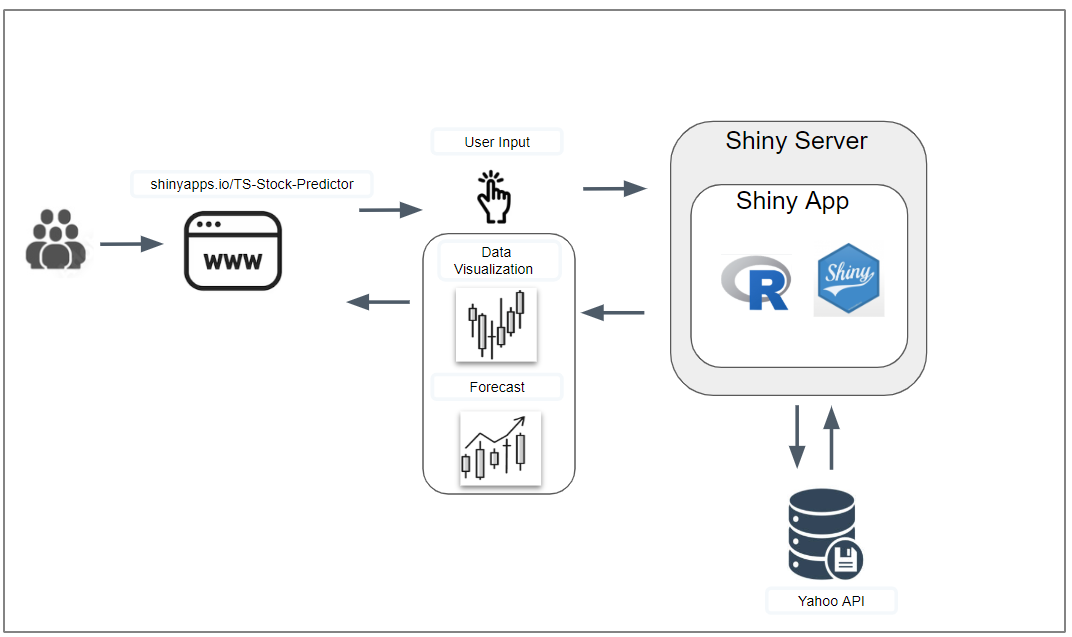 shinyapps.io/TS-Stock-Predictor
www
User Input
Data
Visualization
Forecast
Shiny Server
Shiny App
R
Shiny
Yahoo API